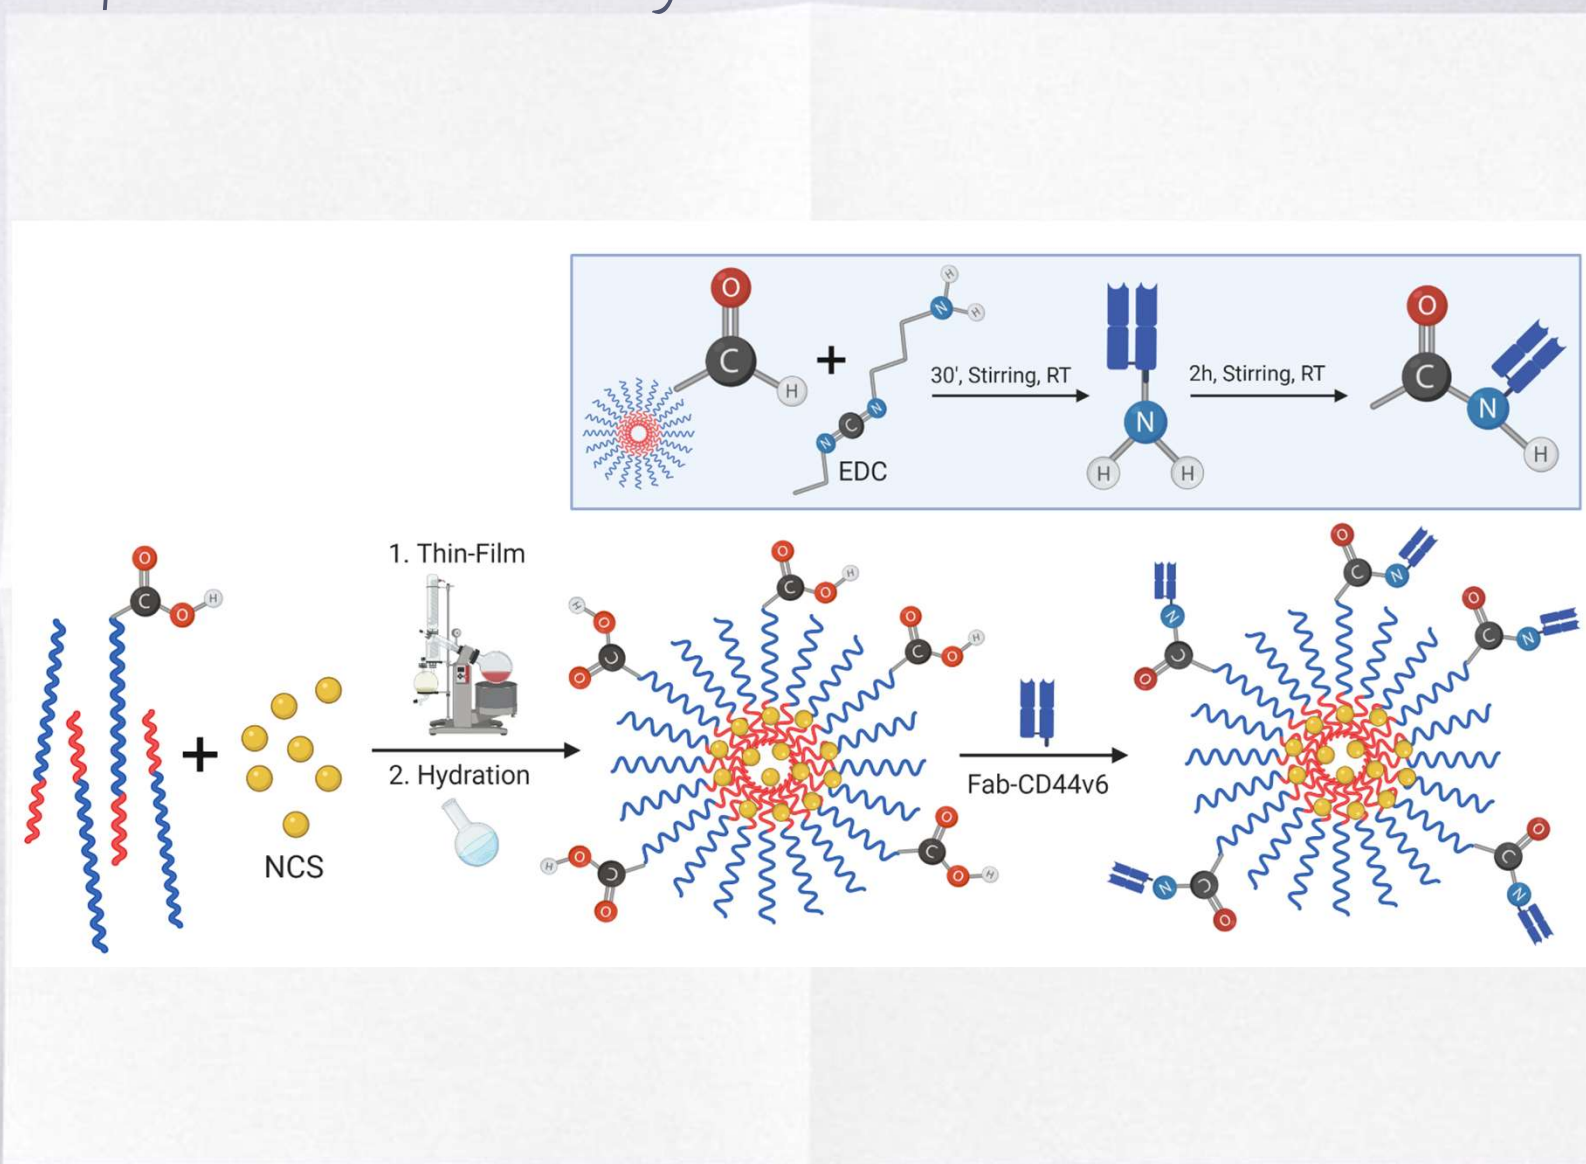 O
C
H
+
N
H
H
N
C
N
EDC
30', Stirring, RT
N
H
H
2h, Stirring, RT
O
C
N
H
O
C
O
H
+
NCS
1. Thin-Film
2. Hydration
O
C
O
H
H
O
C
O
O
C
O
H
H
O
C
O
O
C
O
H
Fab-CD44v6
O
C
N
N
C
O
O
C
N
N
C
O
O
C
N